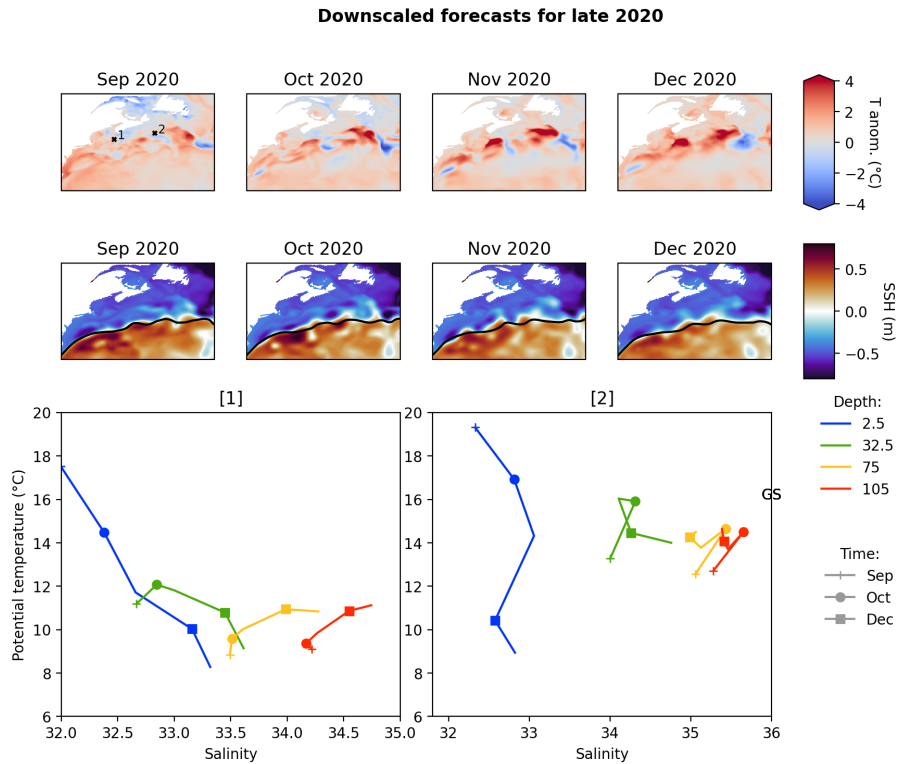 Downscaled forecasts for late 2020
Sep 2020
Oct 2020
Nov 2020
Dec 2020
1
2
4
2
0
−2
−4
T anom. (°C)
Sep 2020
Oct 2020
Nov 2020
Dec 2020
0.5
0.0
−0.5
SSH (m)
[1]
20
18
16
14
12
10
8
6
Potential temperature (°C)
32.0
32.5
33.0
33.5
34.0
34.5
35.0
Salinity
[2]
20
18
16
14
12
10
8
6
32
33
34
35
36
Salinity
GS
Depth:
2.5
32.5
75
105
Time:
Sep
Oct
Dec